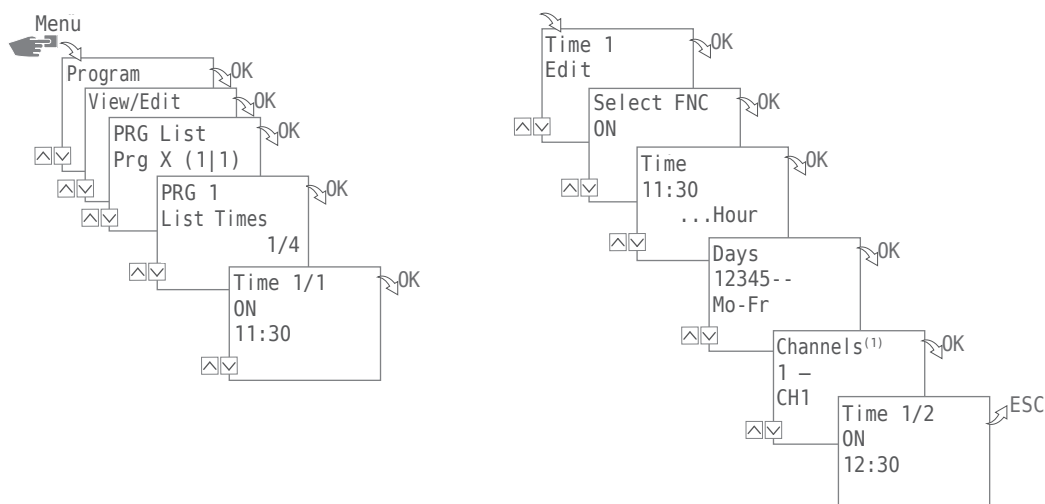 Menu
Program
OK
View/Edit
OK
PRG List
OK
Prg X (1|1)
PRG 1
OK
List Times
1/4
Time 1/1
OK
ON
11:30
Time 1
OK
Edit
Select FNC
OK
ON
Time
OK
11:30
...Hour
Days
OK
12345--
Mo-Fr
Channels(1)
OK
1 –
CH1
Time 1/2
ESC
ON
12:30